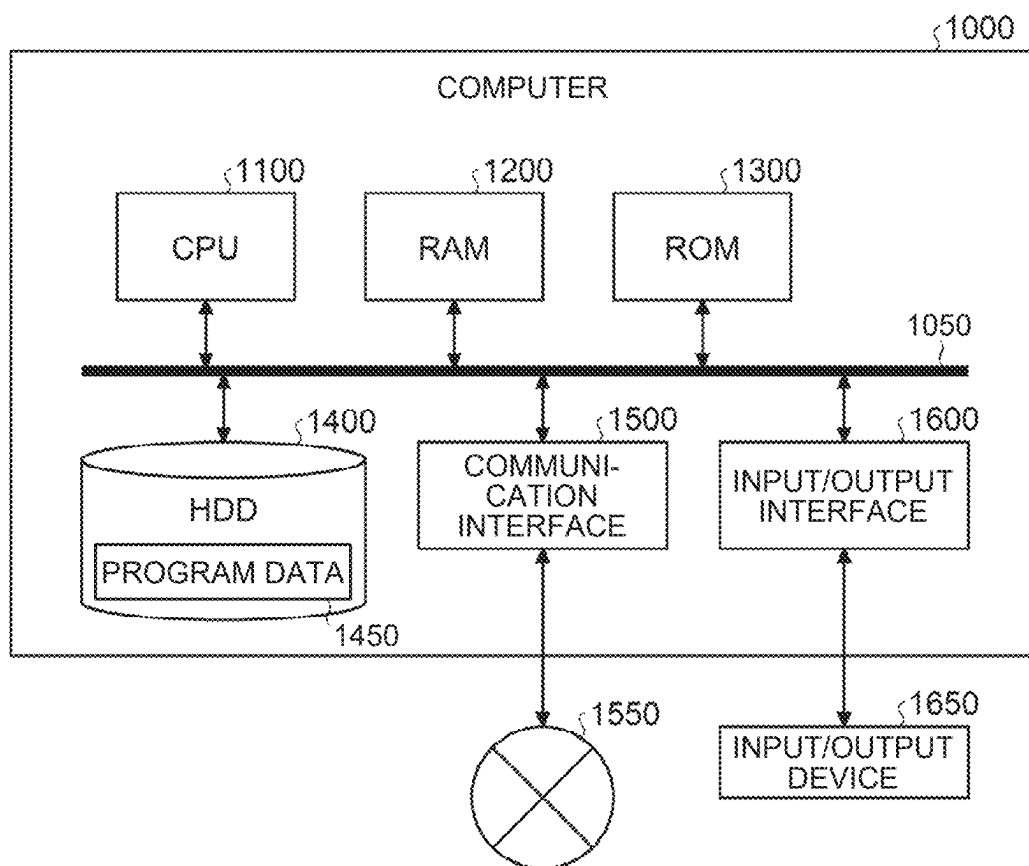 1000
COMPUTER
1100
1200
1300
CPU
RAM
ROM
1050
1400
1500
1600
HDD
COMMUNI-
CATION
INTERFACE
INPUT/OUTPUT
INTERFACE
PROGRAM DATA
1450
1550
1650
INPUT/OUTPUT
DEVICE